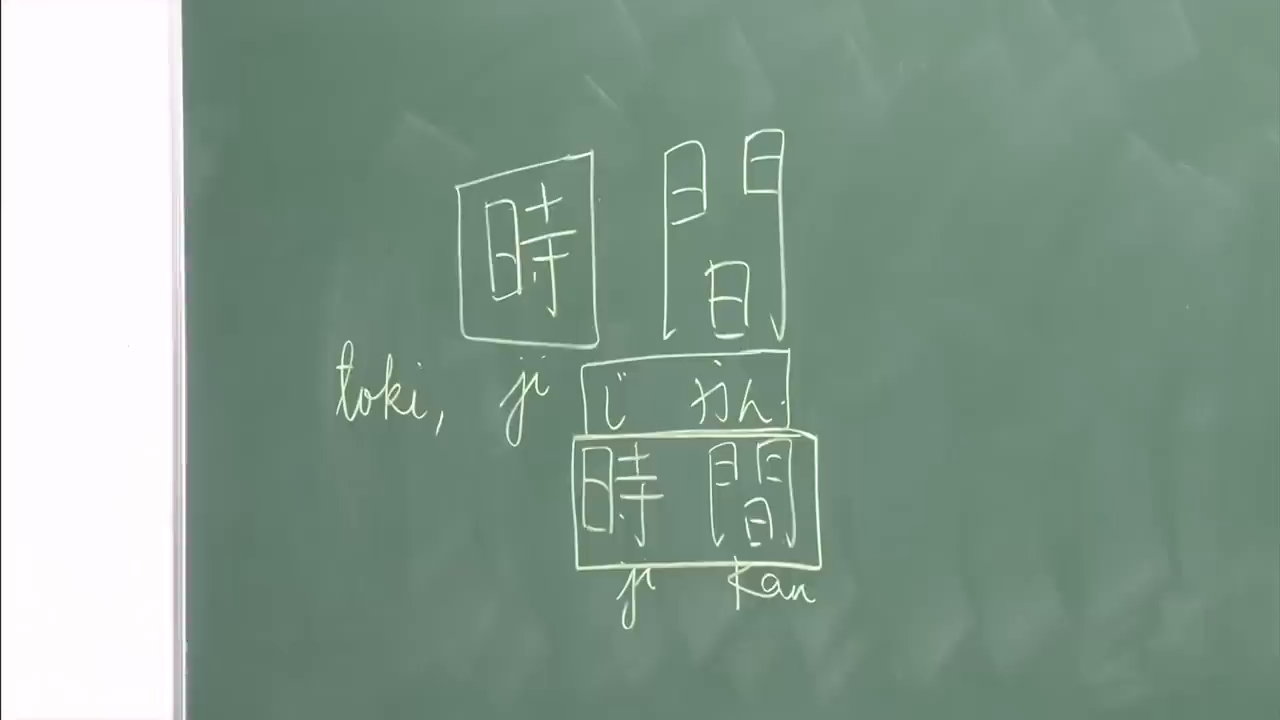 時 間
toki, ji
じ かん
時 間
ji kan